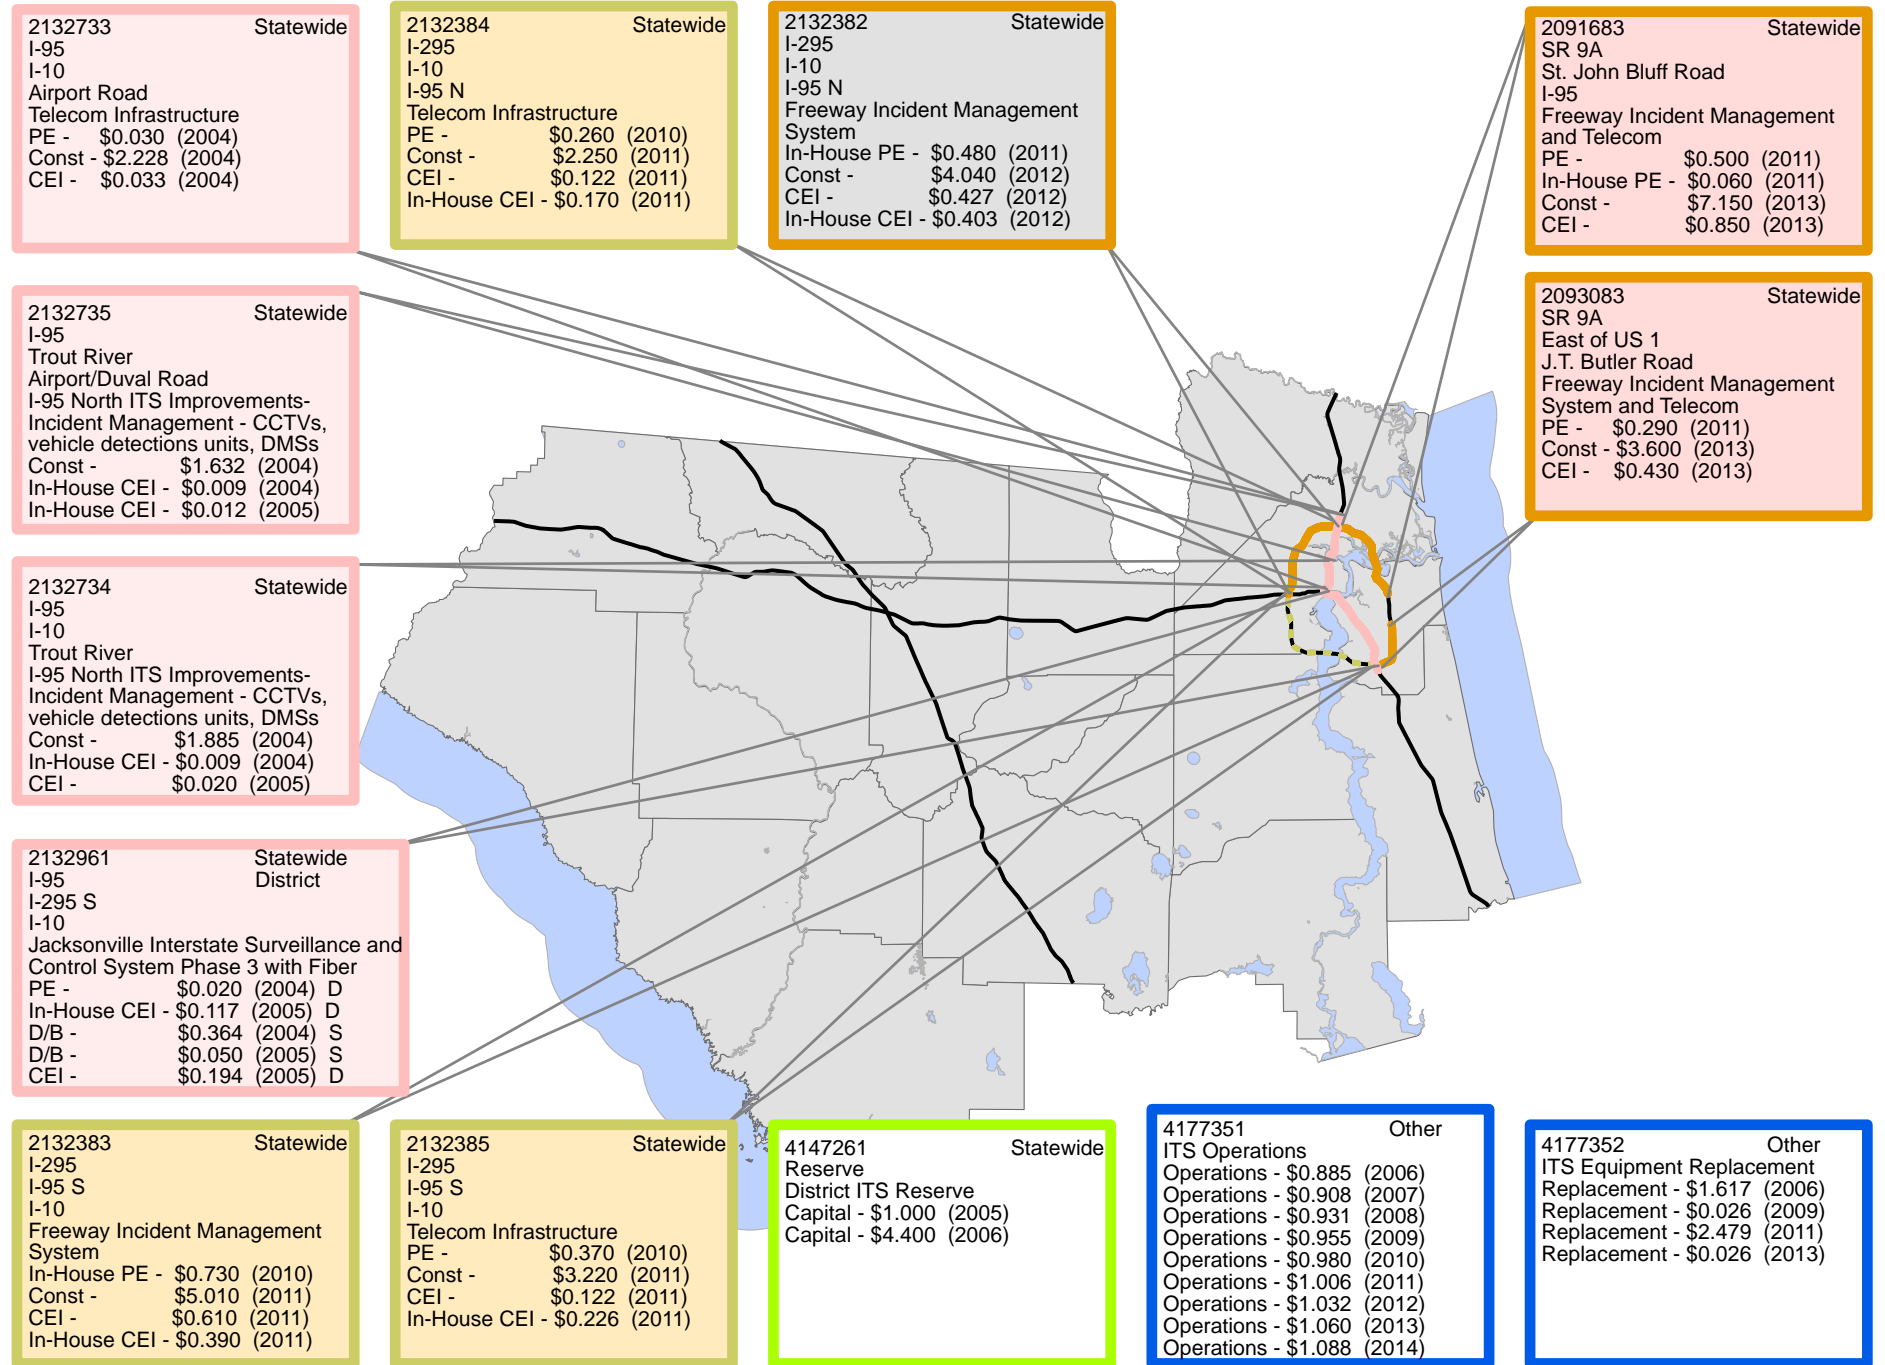 2132733 Statewide
I-95
I-10
Airport Road
Telecom Infrastructure
PE - $0.030 (2004)
Const - $2.228 (2004)
CEI - $0.033 (2004)
2132384 Statewide
I-295
I-10
I-95 N
Telecom Infrastructure
PE - $0.260 (2010)
Const - $2.250 (2011)
CEI - $0.122 (2011)
In-House CEI - $0.170 (2011)
2132382 Statewide
I-295
I-10
I-95 N
Freeway Incident Management
System
In-House PE - $0.480 (2011)
Const - $4.040 (2012)
CEI - $0.427 (2012)
In-House CEI - $0.403 (2012)
2091683 Statewide
SR 9A
St. John Bluff Road
I-95
Freeway Incident Management
and Telecom
PE - $0.500 (2011)
In-House PE - $0.060 (2011)
Const - $7.150 (2013)
CEI - $0.850 (2013)
2132735 Statewide
I-95
Trout River
Airport/Duval Road
I-95 North ITS Improvements-
Incident Management - CCTVs,
vehicle detections units, DMSs
Const - $1.632 (2004)
In-House CEI - $0.009 (2004)
In-House CEI - $0.012 (2005)
2093083 Statewide
SR 9A
East of US 1
J.T. Butler Road
Freeway Incident Management
System and Telecom
PE - $0.290 (2011)
Const - $3.600 (2013)
CEI - $0.430 (2013)
2132734 Statewide
I-95
I-10
Trout River
I-95 North ITS Improvements-
Incident Management - CCTVs,
vehicle detections units, DMSs
Const - $1.885 (2004)
In-House CEI - $0.009 (2004)
CEI - $0.020 (2005)
2132961 Statewide
I-95 District
I-295 S
I-10
Jacksonville Interstate Surveillance and
Control System Phase 3 with Fiber
PE - $0.020 (2004) D
In-House CEI - $0.117 (2005) D
D/B - $0.364 (2004) S
D/B - $0.050 (2005) S
CEI - $0.194 (2005) D
2132383 Statewide
I-295
I-95 S
I-10
Freeway Incident Management
System
In-House PE - $0.730 (2010)
Const - $5.010 (2011)
CEI - $0.610 (2011)
In-House CEI - $0.390 (2011)
2132385 Statewide
I-295
I-95 S
I-10
Telecom Infrastructure
PE - $0.370 (2010)
Const - $3.220 (2011)
CEI - $0.122 (2011)
In-House CEI - $0.226 (2011)
4147261 Statewide
Reserve
District ITS Reserve
Capital - $1.000 (2005)
Capital - $4.400 (2006)
4177351 Other
ITS Operations
Operations - $0.885 (2006)
Operations - $0.908 (2007)
Operations - $0.931 (2008)
Operations - $0.955 (2009)
Operations - $0.980 (2010)
Operations - $1.006 (2011)
Operations - $1.032 (2012)
Operations - $1.060 (2013)
Operations - $1.088 (2014)
4177352 Other
ITS Equipment Replacement
Replacement - $1.617 (2006)
Replacement - $0.026 (2009)
Replacement - $2.479 (2011)
Replacement - $0.026 (2013)